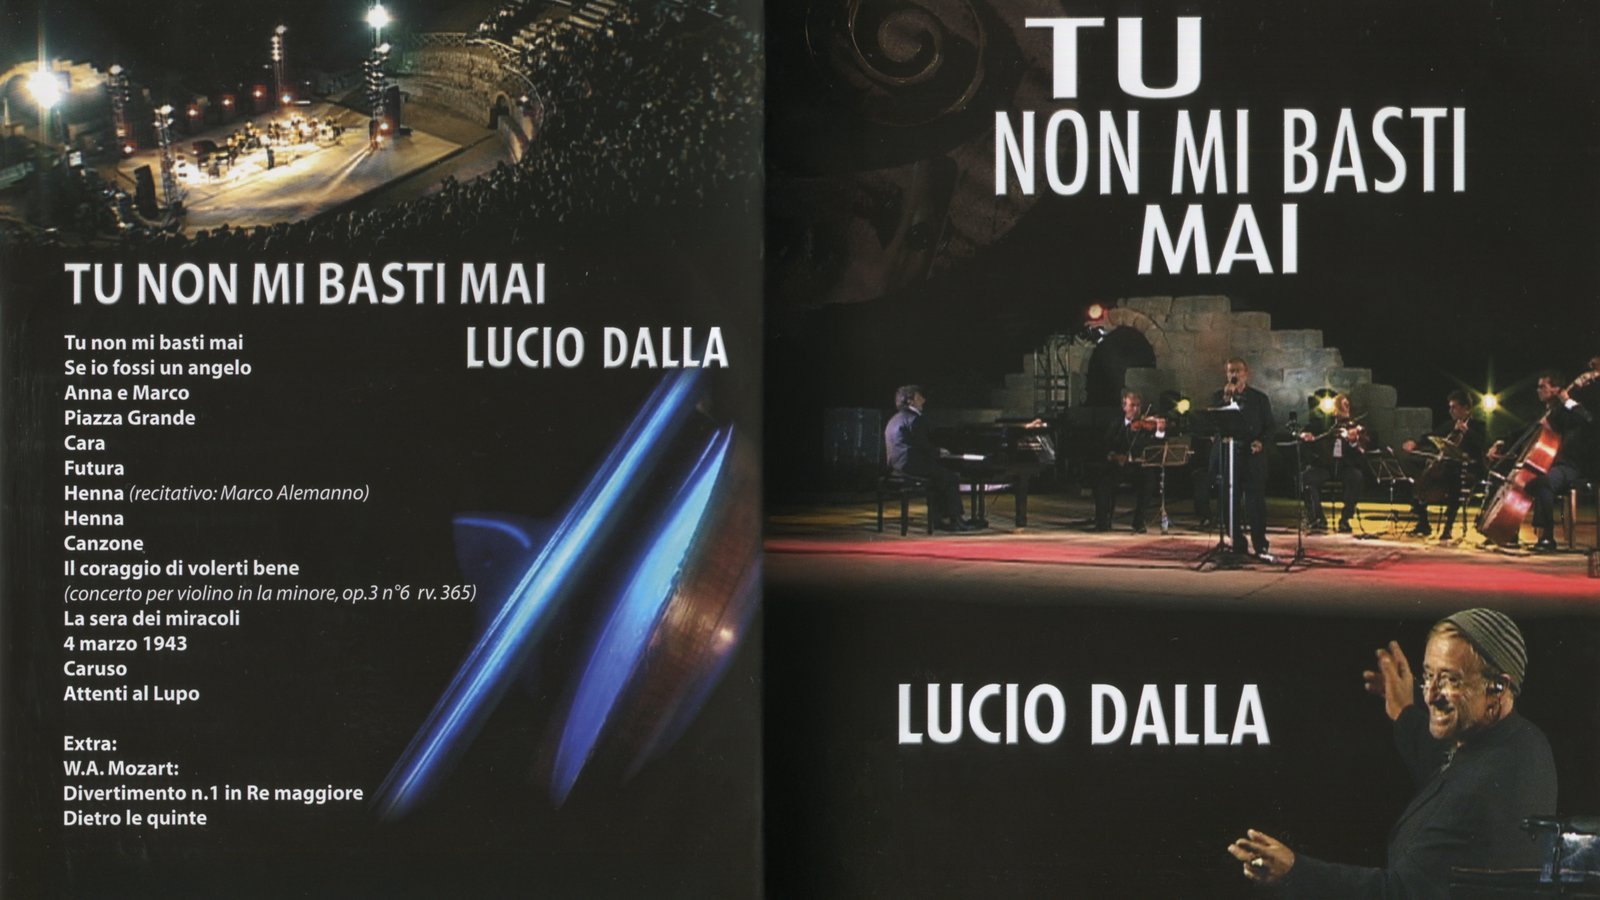 TU NON MI BASTI MAI
LUCIO DALLA
Tu non mi basti mai
Se io fossi un angelo
Anna e Marco
Piazza Grande
Cara
Futura
Henna (recitativo: Marco Alemanno)
Henna
Canzone
Il coraggio di volerti bene
(concerto per violino in la minore, op.3 n°6 rv. 365)
La sera dei miracoli
4 marzo 1943
Caruso
Attenti al Lupo
Extra:
W.A. Mozart:
Divertimento n.1 in Re maggiore
Dietro le quinte
TU
NON MI BASTI
MAI
LUCIO DALLA